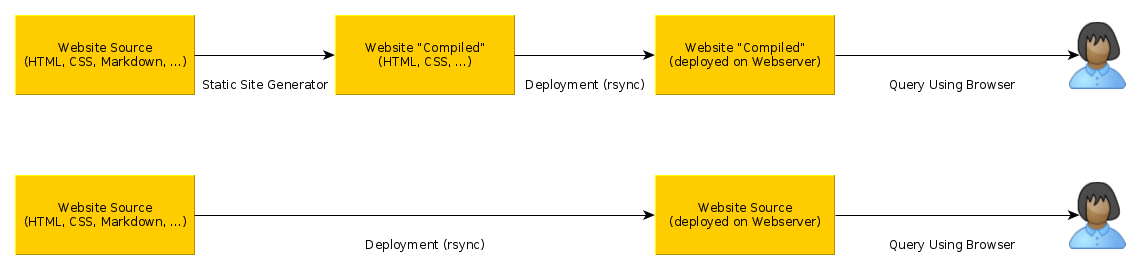 Website Source
(HTML, CSS, Markdown, ...)
Static Site Generator
Website "Compiled"
(HTML, CSS, ...)
Deployment (rsync)
Website "Compiled"
(deployed on Webserver)
Query Using Browser
Website Source
(HTML, CSS, Markdown, ...)
Deployment (rsync)
Website Source
(deployed on Webserver)
Query Using Browser